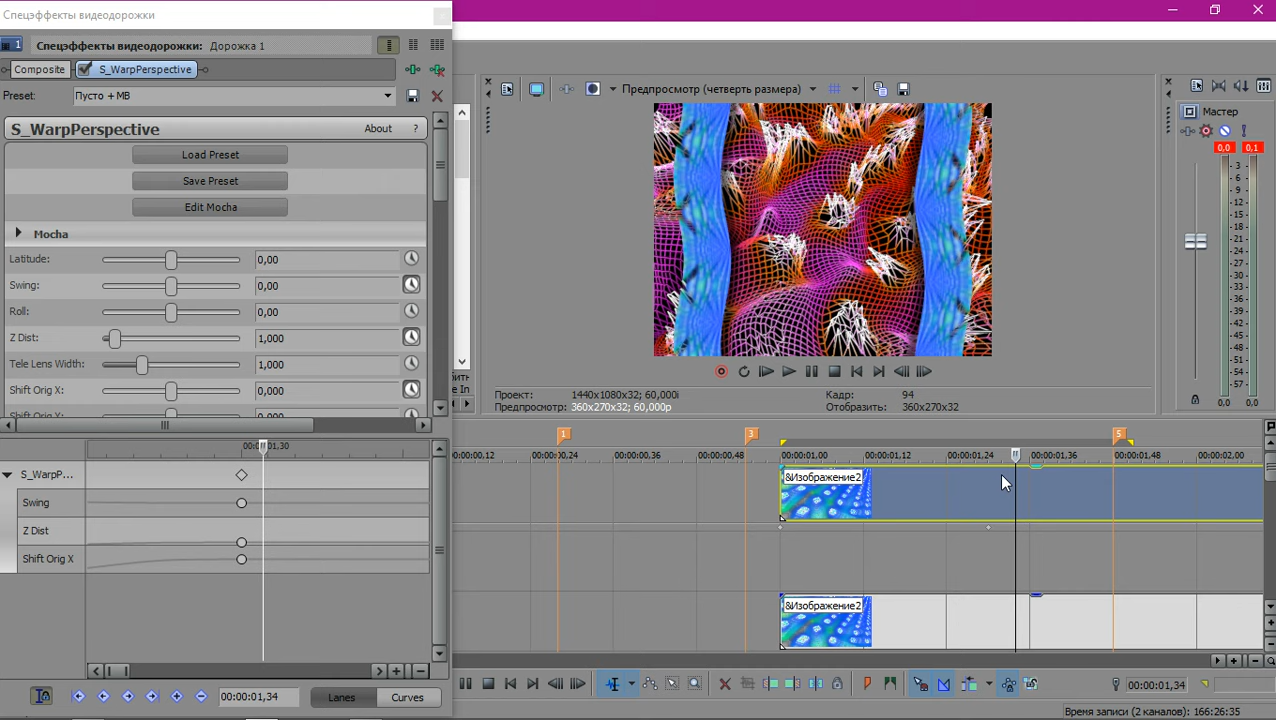 Спецэффекты видеодорожки
1 Спецэффекты видеодорожки: Дорожка 1
Composite S_WarpPerspective
Preset: Пусто +MB
S_WarpPerspective About ?
Load Preset
Save Preset
Edit Mocha
Mocha
Latitude: 0,00
Swing: 0,00
Roll: 0,00
Z Dist: 1,000
Tele Lens Width: 1,000
Shift Orig X: 0,000
00:00:01,30
S_WarpP...
Swing
Z Dist
Shift Orig X
00:00:01,34 Lanes Curves
Предпросмотр (четверть размера)
Проект: 1440x1080x32; 60,000i
Предпросмотр: 360x270x32; 60,000p
Кадр: 94
Отобразить: 360x270x32
Мастер
0,0 0,1
3
6
9
12
15
18
21
24
27
30
33
36
39
42
45
48
51
54
57
0,0 0,0
1 3 5
00:00:00,12 00:00:00,24 00:00:00,36 00:00:00,48 00:00:01,00 00:00:01,12 00:00:01,24 00:00:01,36 00:00:01,48 00:00:02,00
&Изображение2
&Изображение2
00:00:01,34
Время записи (2 каналов): 166:26:35